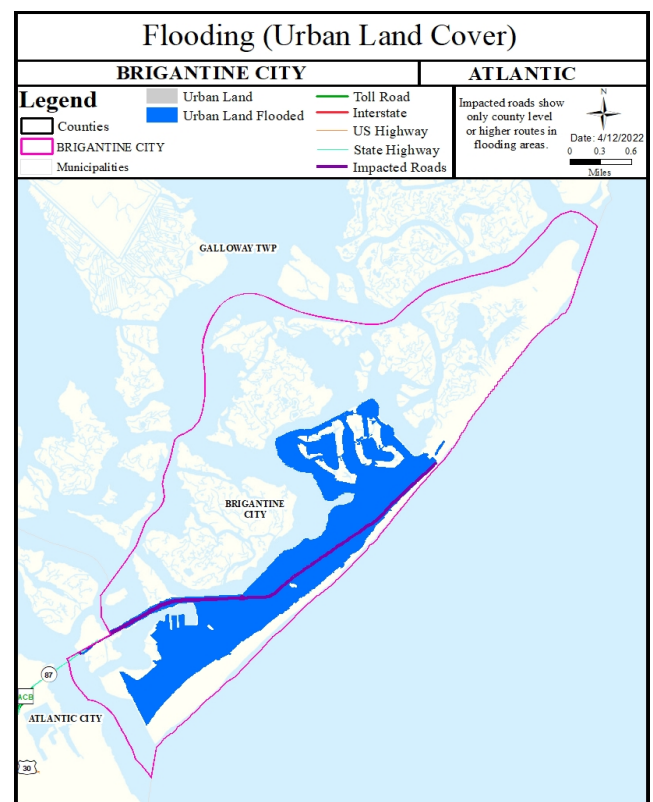 Flooding (Urban Land Cover)
BRIGANTINE CITY
ATLANTIC
Legend
Counties
BRIGANTINE CITY
Municipalities
Urban Land
Urban Land Flooded
Toll Road
Interstate
US Highway
State Highway
Impacted Roads
Impacted roads show
only county level
or higher routes in
flooding areas.
N
Date: 4/12/2022
0 0.3 0.6
Miles
GALLOWAY TWP
BRIGANTINE
CITY
87
ACB
ATLANTIC CITY
30